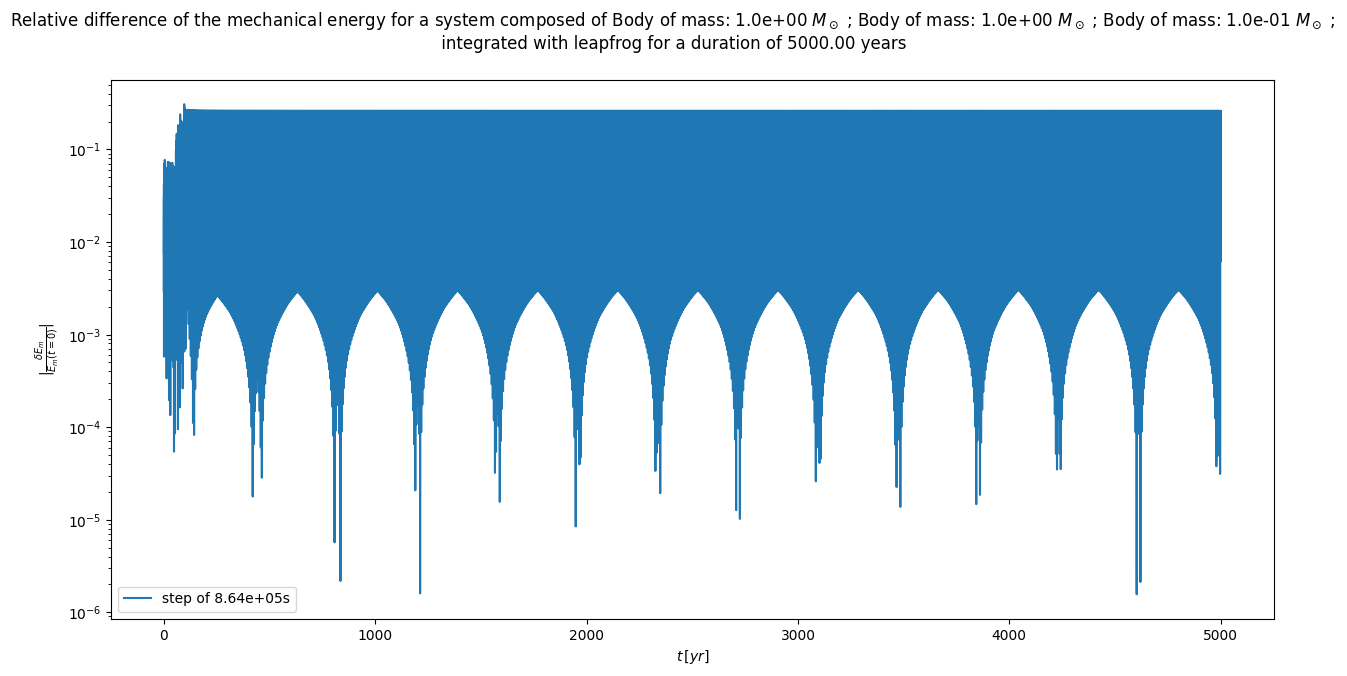 Relative difference of the mechanical energy for a system composed of Body of mass: 1.0e+00 $M_\odot$ ; Body of mass: 1.0e+00 $M_\odot$ ; Body of mass: 1.0e-01 $M_\odot$ ;
integrated with leapfrog for a duration of 5000.00 years
$10^{-1}$
$10^{-2}$
$10^{-3}$
$10^{-4}$
$10^{-5}$
$10^{-6}$
$\left|\frac{\delta E_m}{E_m(t=0)}\right|$
step of 8.64e+05s
0 1000 2000 3000 4000 5000
$t\,[yr]$